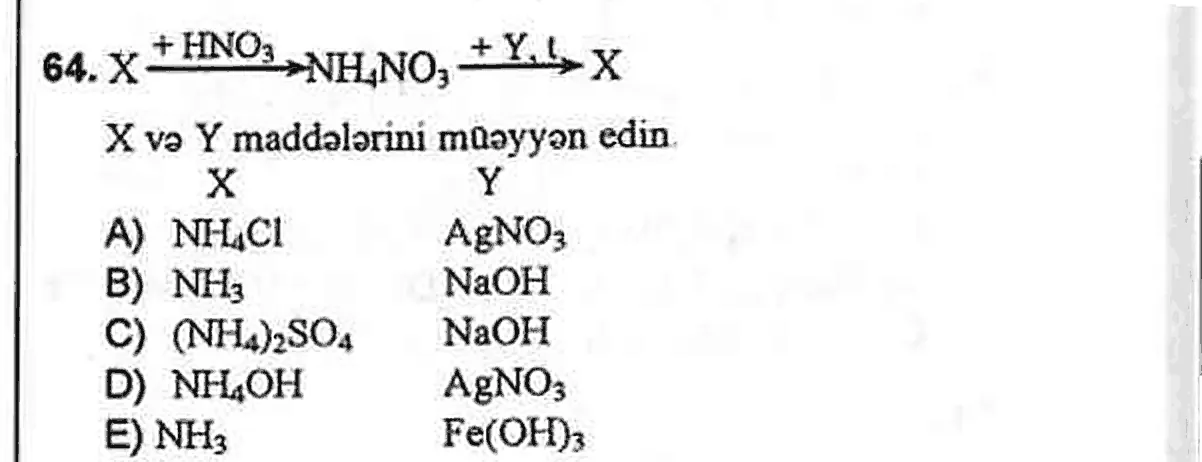 64. X + HNO₃ → NH₄NO₃ + Y, t → X
X və Y maddələrini müəyyən edin.
X Y
A) NH₄Cl AgNO₃
B) NH₃ NaOH
C) (NH₄)₂SO₄ NaOH
D) NH₄OH AgNO₃
E) NH₃ Fe(OH)₃